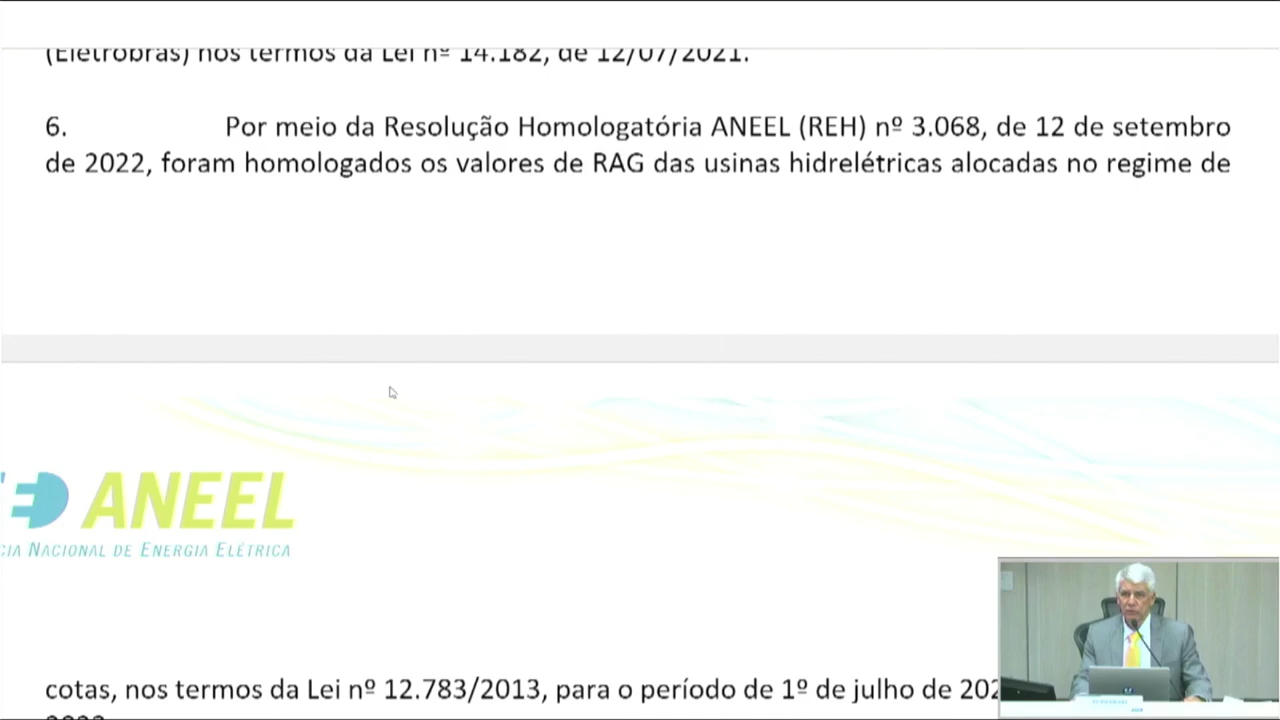 (Eletrobras) nos termos da Lei nº 14.182, de 12/07/2021.
6. Por meio da Resolução Homologatória ANEEL (REH) nº 3.068, de 12 de setembro
de 2022, foram homologados os valores de RAG das usinas hidrelétricas alocadas no regime de
ANEEL
NACIONAL DE ENERGIA ELÉTRICA
cotas, nos termos da Lei nº 12.783/2013, para o período de 1º de julho de